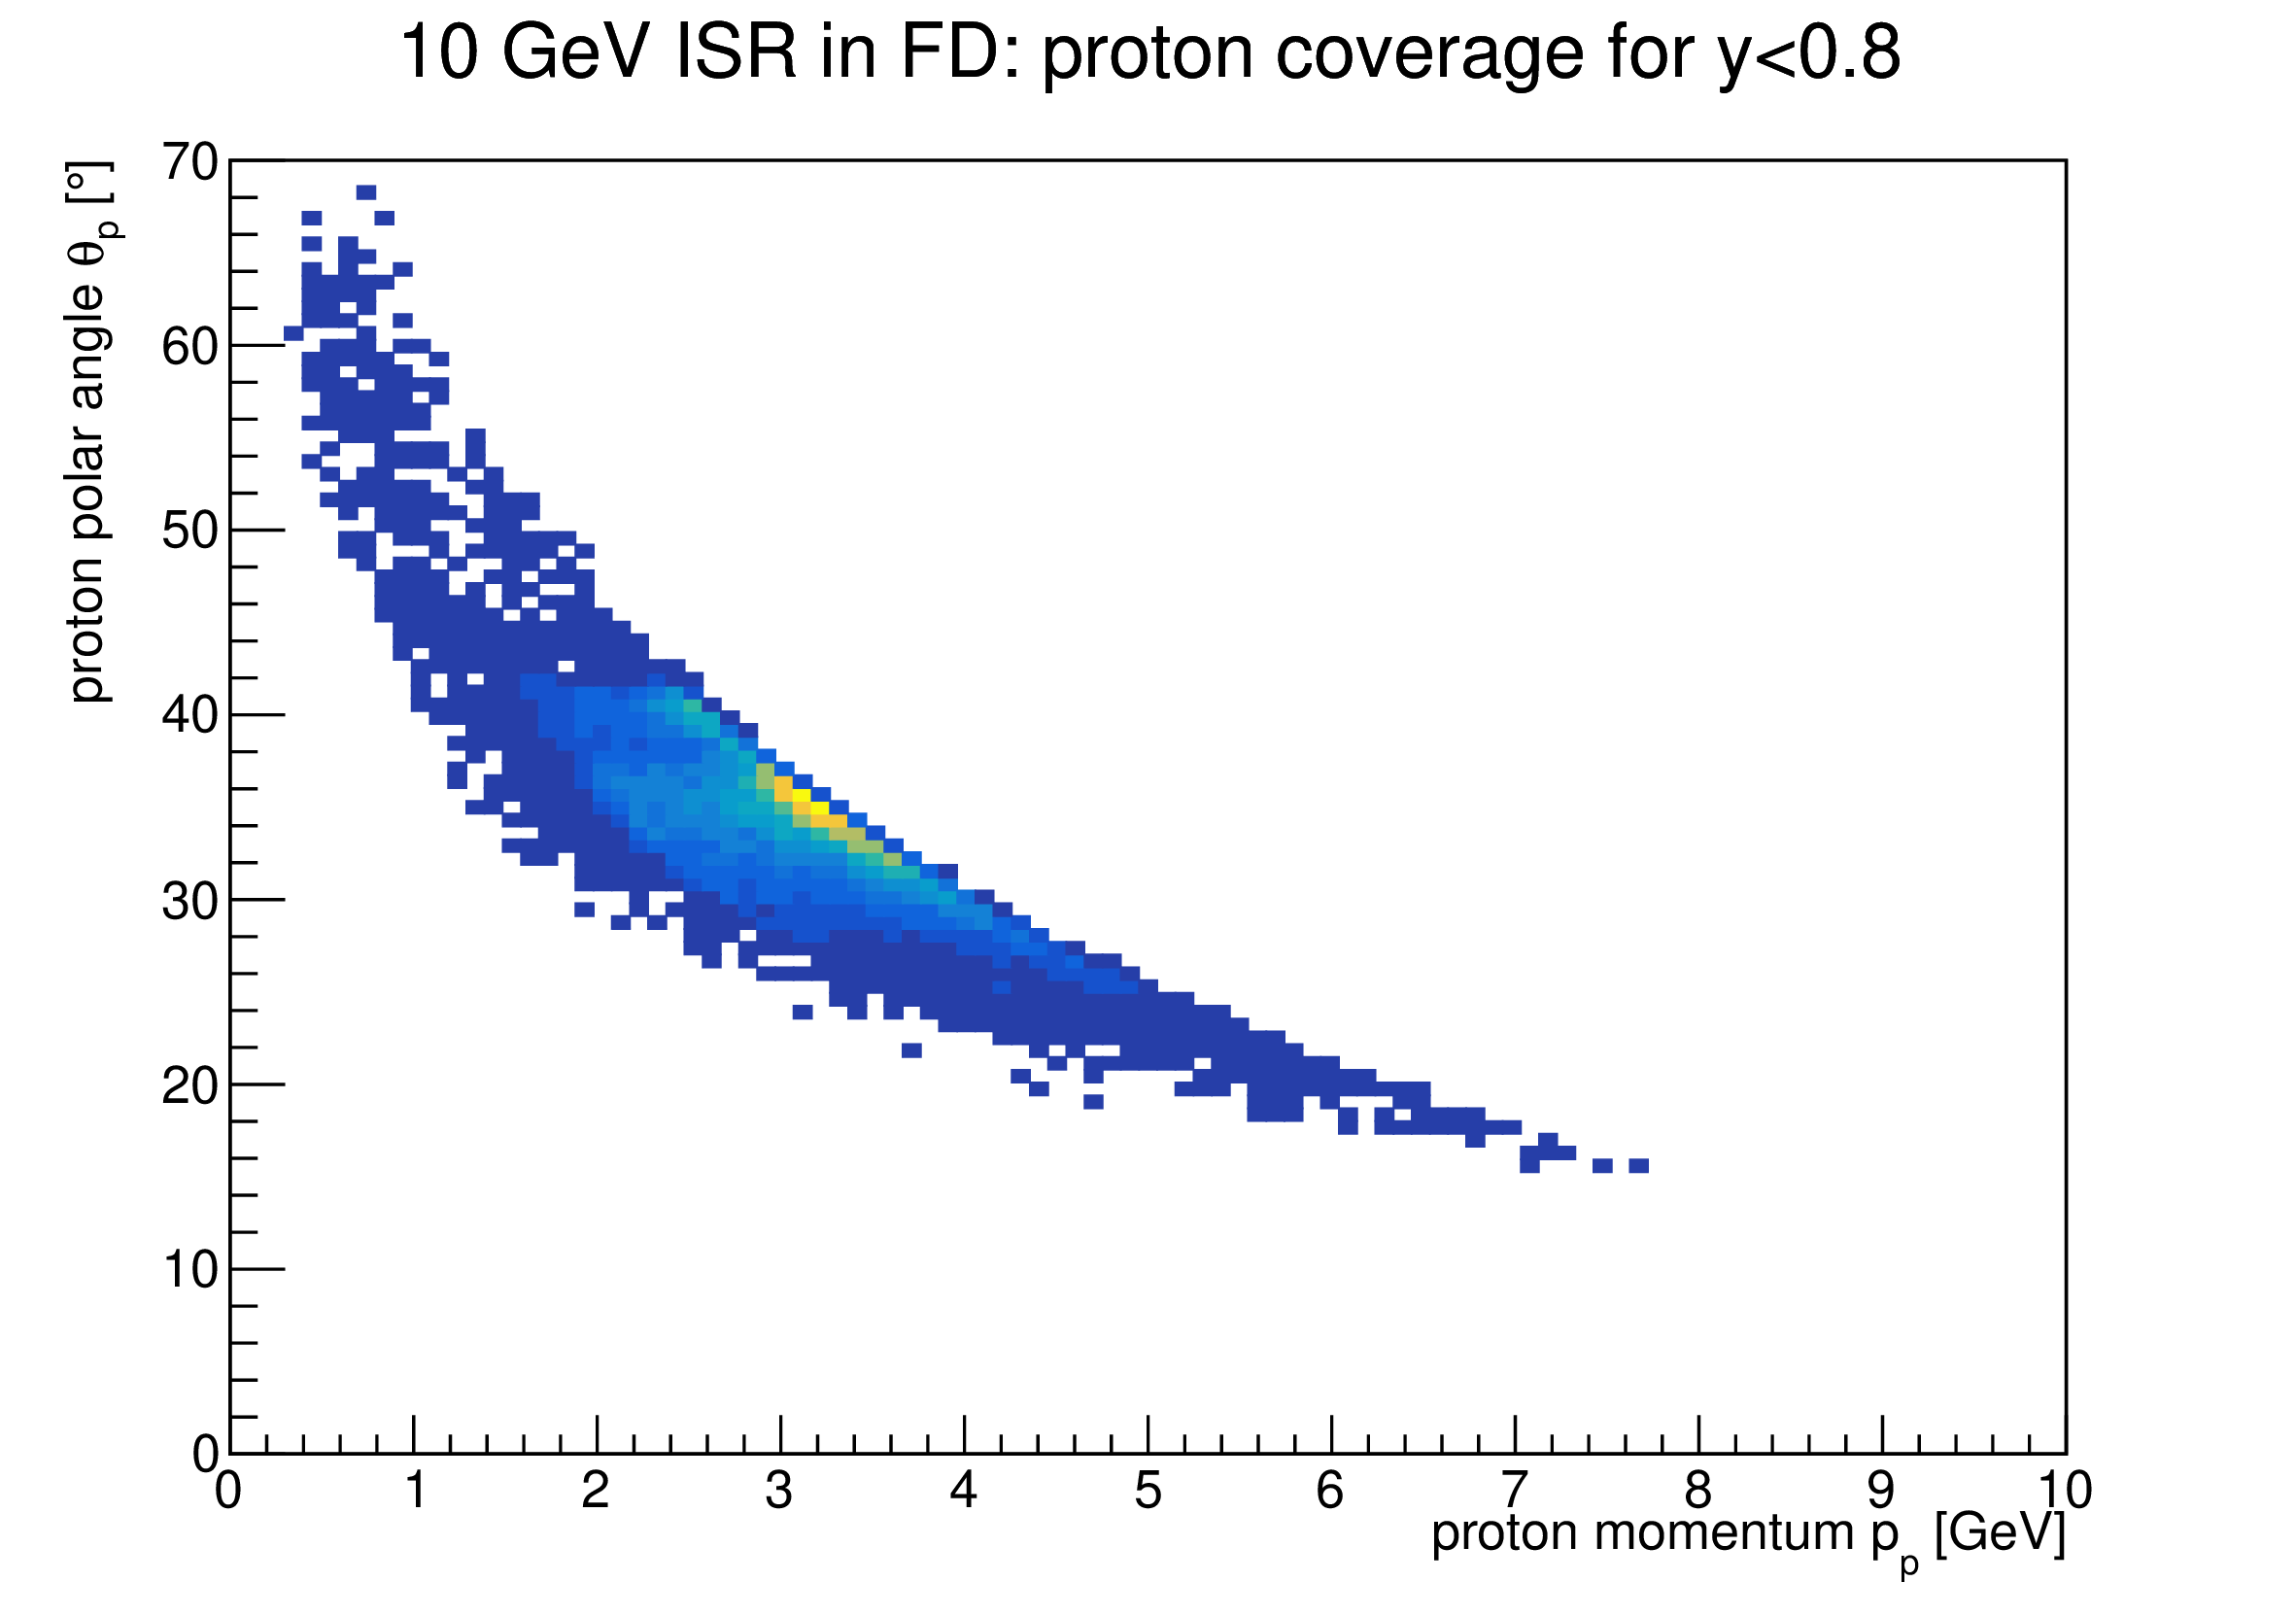 10 GeV ISR in FD: proton coverage for y<0.8
proton polar angle θp [°]
70
60
50
40
30
20
10
0
0 1 2 3 4 5 6 7 8 9 10
proton momentum pp [GeV]